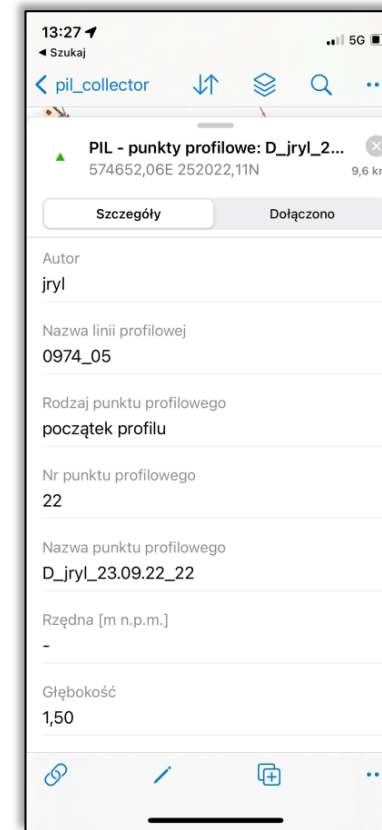 13:27
5G
Szukaj
pil_collector
PIL - punkty profilowe: D_jryl_2...
574652,06E 252022,11N
9,6 k
Szczegóły
Dołączono
Autor
jryl
Nazwa linii profilowej
0974_05
Rodzaj punktu profilowego
początek profilu
Nr punktu profilowego
22
Nazwa punktu profilowego
D_jryl_23.09.22_22
Rzędna [m n.p.m.]
-
Głębokość
1,50